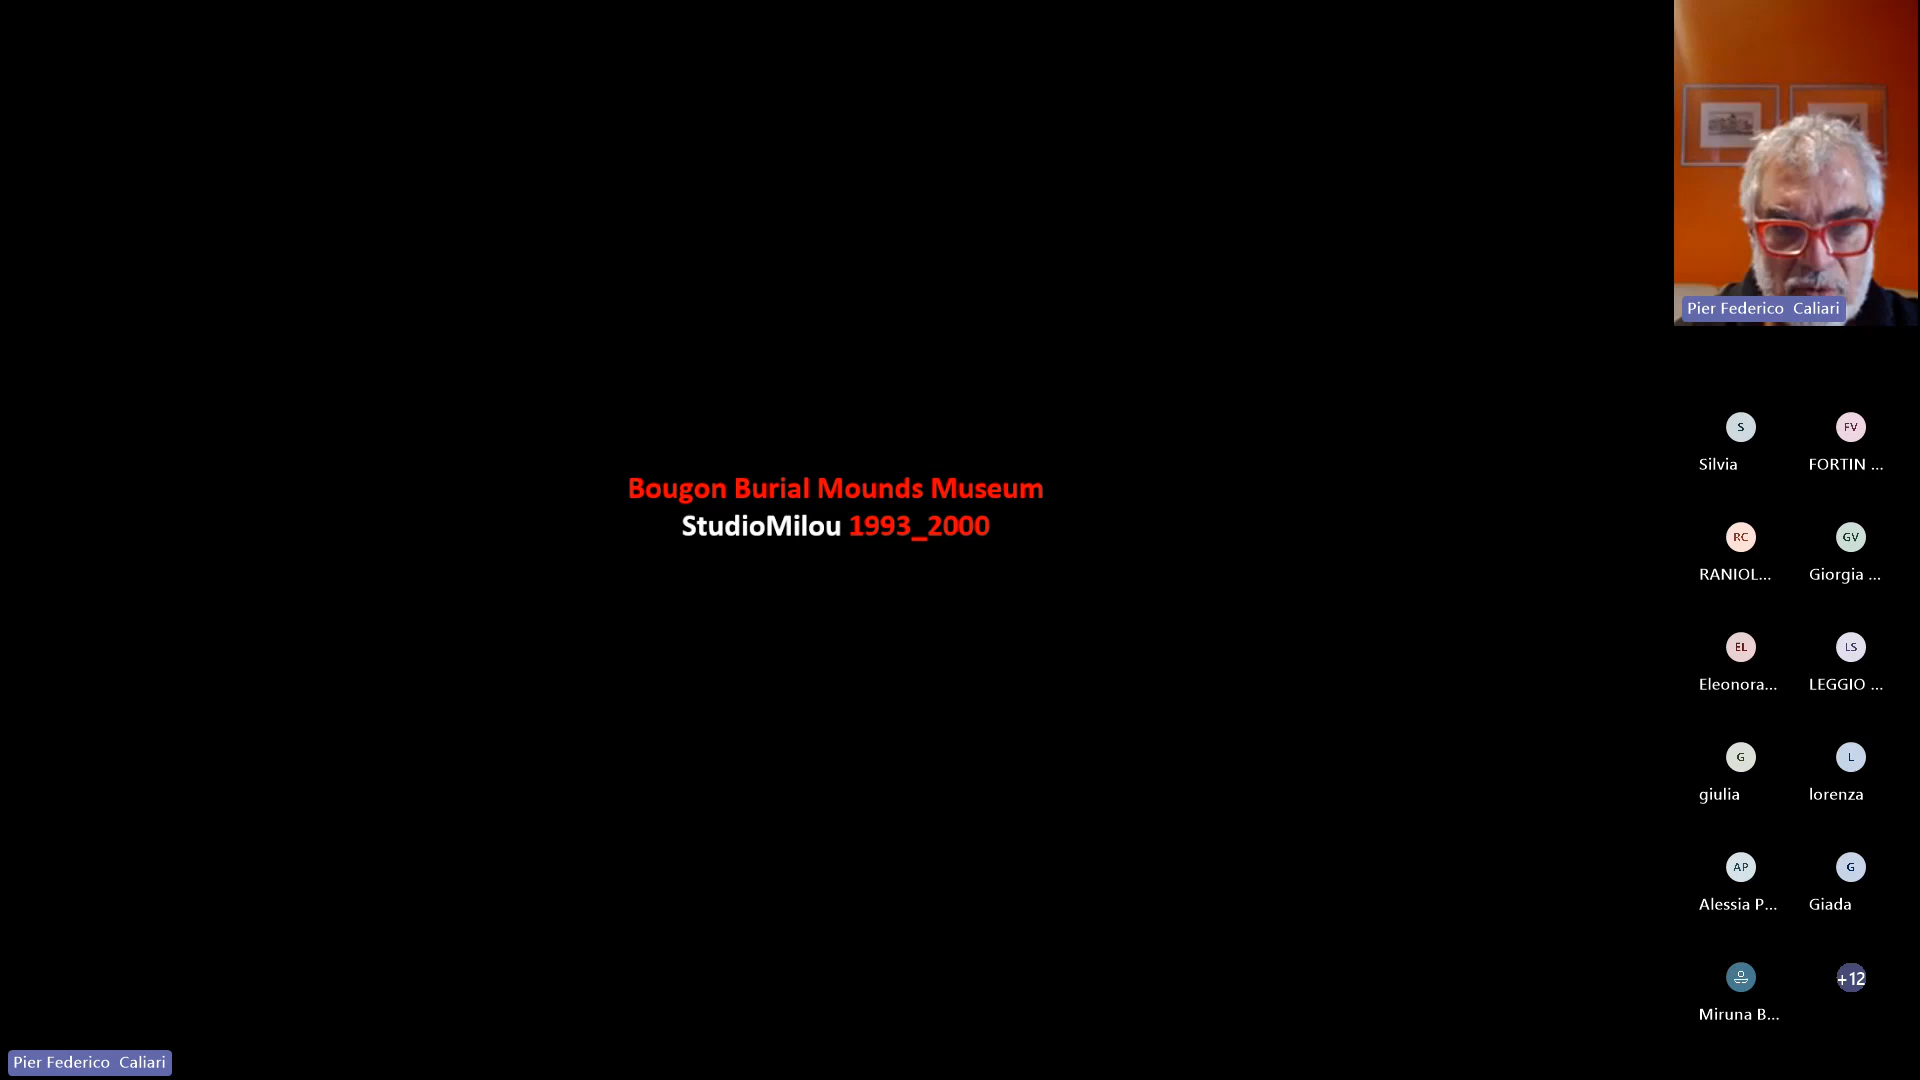 Bougon Burial Mounds Museum
StudioMilou 1993_2000
Pier Federico Caliari
S
FV
Silvia
FORTIN ...
RC
GV
RANIOL...
Giorgia ...
EL
LS
Eleonora...
LEGGIO ...
G
L
giulia
lorenza
AP
G
Alessia P...
Giada
+12
Miruna B...
Pier Federico Caliari